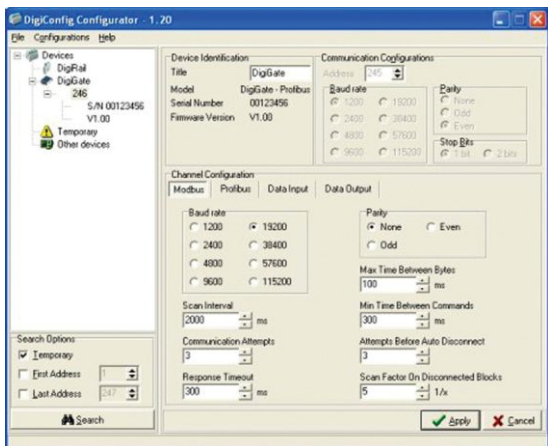 DigiConfig Configurator - 1.20
File Configurations Help
Devices
DigiRail
DigiGate
246
S/N 00123456
V1.00
Temporary
Other devices
Search Options
Temporary
First Address 1
Last Address 247
Search
Device Identification
Title DigiGate
Model DigiGate - Profibus
Serial Number 00123456
Firmware Version V1.00
Communication Configurations
Address 245
Baud rate
1200 19200
2400 38400
4800 57600
9600 115200
Parity
None
Odd
Even
Stop Bits
1 bit 2 bits
Channel Configuration
Modbus Profibus Data Input Data Output
Baud rate
1200 19200
2400 38400
4800 57600
9600 115200
Parity
None Even
Odd
Max Time Between Bytes
100 ms
Scan Interval
2000 ms
Min Time Between Commands
300 ms
Communication Attempts
3
Attempts Before Auto Disconnect
3
Response Timeout
300 ms
Scan Factor On Disconnected Blocks
5 1/x
Apply Cancel